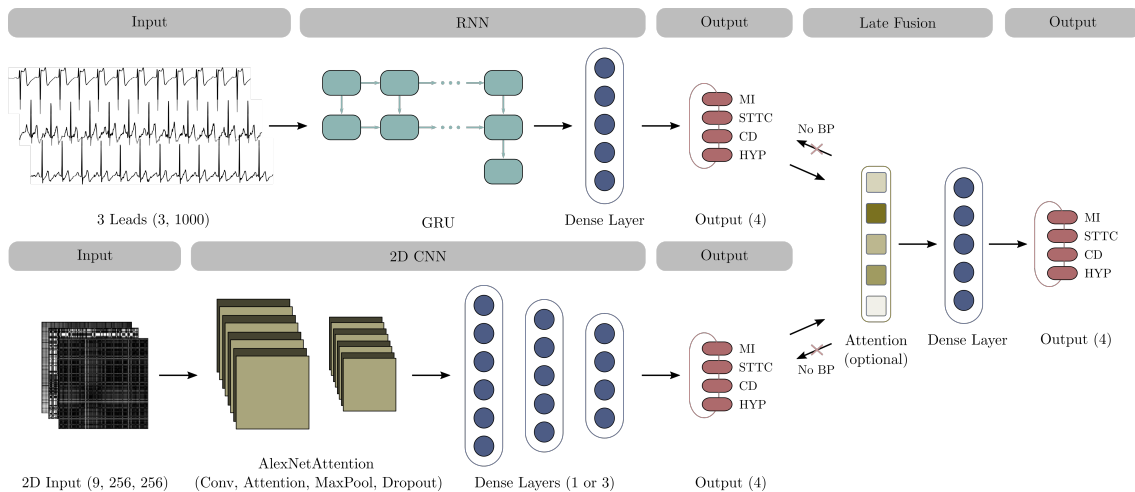 Input
RNN
Output
Late Fusion
Output
MI
STTC
CD
HYP
No BP
3 Leads (3, 1000)
GRU
Dense Layer
Output (4)
MI
STTC
CD
HYP
Input
2D CNN
Output
Attention
(optional)
Dense Layer
Output (4)
MI
STTC
CD
HYP
No BP
AlexNetAttention
2D Input (9, 256, 256)
(Conv, Attention, MaxPool, Dropout)
Dense Layers (1 or 3)
Output (4)